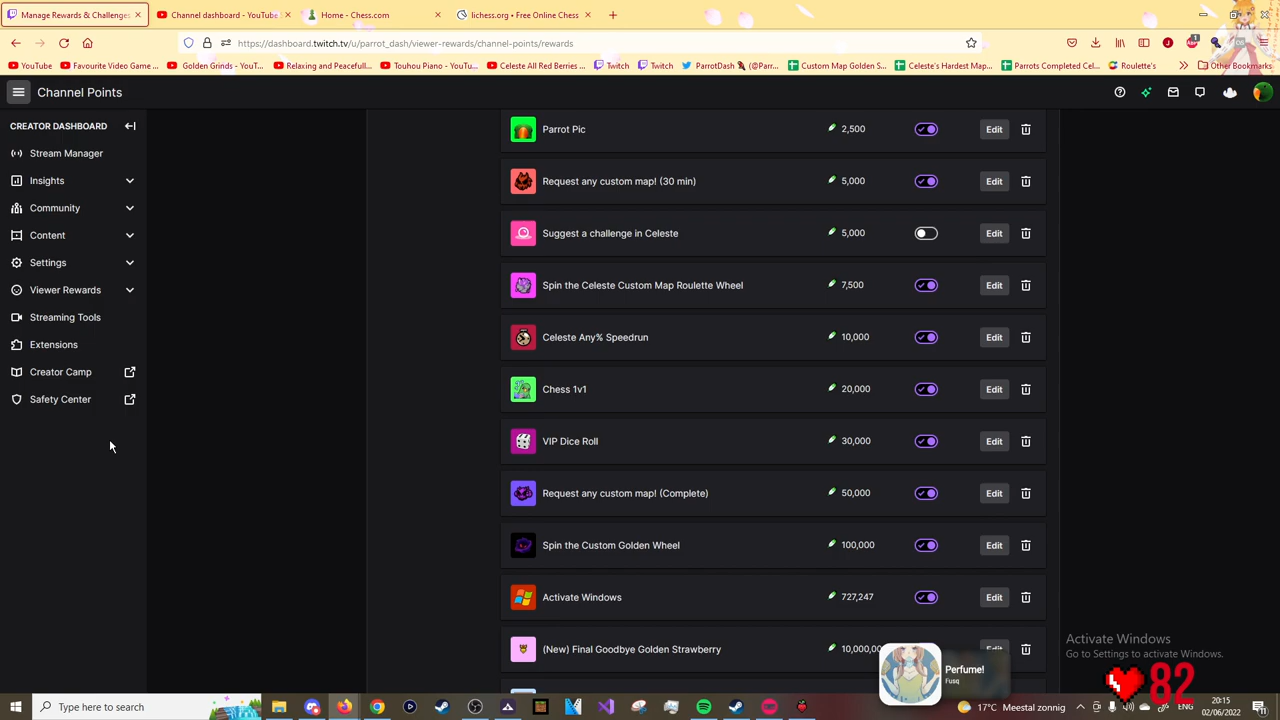 Manage Rewards & Challenges
Channel dashboard - YouTube
Home - Chess.com
lichess.org • Free Online Chess
https://dashboard.twitch.tv/u/parrot_dash/viewer-rewards/channel-points/rewards
YouTube
Favourite Video Game ...
Golden Grinds - YouT...
Relaxing and Peacefull...
Touhou Piano - YouTu...
Celeste All Red Berries ...
Twitch
Twitch
ParrotDash (@Parr...
Custom Map Golden S...
Celeste's Hardest Map...
Parrots Completed Cel...
Roulette's
Other Bookmarks
Channel Points
CREATOR DASHBOARD
Stream Manager
Insights
Community
Content
Settings
Viewer Rewards
Streaming Tools
Extensions
Creator Camp
Safety Center
Parrot Pic 2,500 Edit
Request any custom map! (30 min) 5,000 Edit
Suggest a challenge in Celeste 5,000 Edit
Spin the Celeste Custom Map Roulette Wheel 7,500 Edit
Celeste Any% Speedrun 10,000 Edit
Chess 1v1 20,000 Edit
VIP Dice Roll 30,000 Edit
Request any custom map! (Complete) 50,000 Edit
Spin the Custom Golden Wheel 100,000 Edit
Activate Windows 727,247 Edit
(New) Final Goodbye Golden Strawberry 10,000,00
Perfume!
Fusq
Activate Windows
Go to Settings to activate Windows.
82
Type here to search
17°C Meestal zonnig
ENG
20:15
02/06/2022